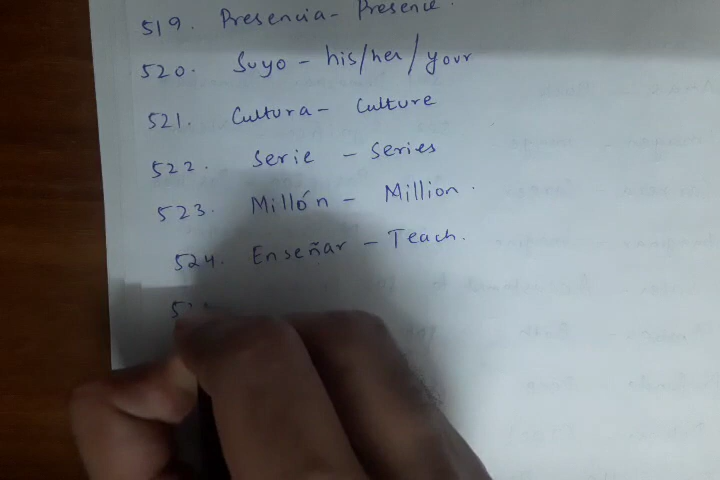 519. Presencia - Presence.
520. Suyo - his/her/your
521. Cultura - Culture
522. Serie - Series
523. Millón - Million.
524. Enseñar - Teach.